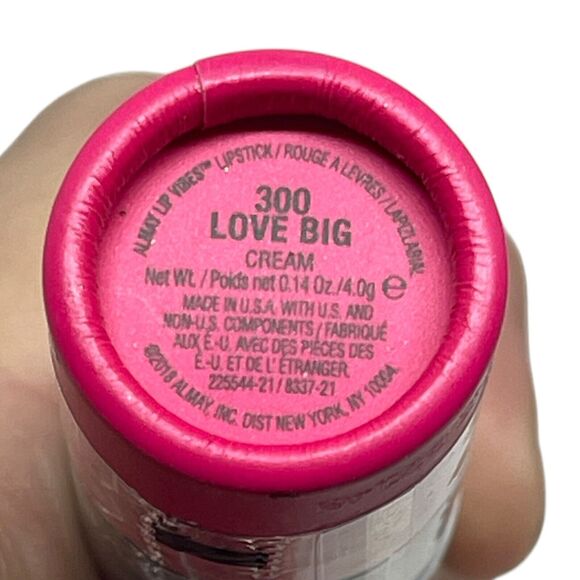 ALMAY LIP VIBES™ LIPSTICK / ROUGE A LEVRES / LAPIZ LABIAL
300
LOVE BIG
CREAM
Net Wt. / Poids net 0.14 Oz. / 4.0g ℮
MADE IN U.S.A. WITH U.S. AND
NON-U.S. COMPONENTS / FABRIQUÉ
AUX É.-U. AVEC DES PIÈCES DES
É.-U. ET DE L' ÉTRANGER.
225544-21 / 8337-21
©2018 ALMAY, INC. DIST NEW YORK, NY 10004